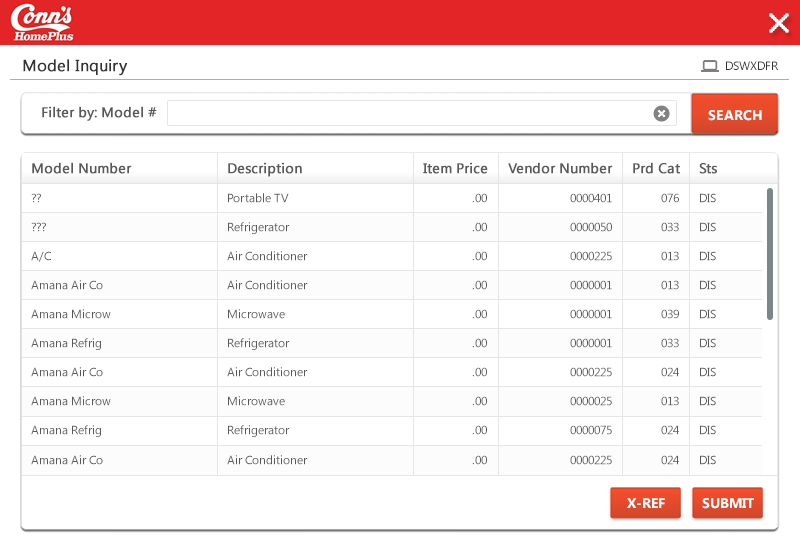 Conn's
HomePlus
Model Inquiry DSWXDFR
Filter by: Model # SEARCH
Model Number Description Item Price Vendor Number Prd Cat Sts
?? Portable TV .00 0000401 076 DIS
??? Refrigerator .00 0000050 033 DIS
A/C Air Conditioner .00 0000225 013 DIS
Amana Air Co Air Conditioner .00 0000001 013 DIS
Amana Microw Microwave .00 0000001 039 DIS
Amana Refrig Refrigerator .00 0000001 033 DIS
Amana Air Co Air Conditioner .00 0000225 024 DIS
Amana Microw Microwave .00 0000025 013 DIS
Amana Refrig Refrigerator .00 0000075 024 DIS
Amana Air Co Air Conditioner .00 0000225 024 DIS
X-REF SUBMIT